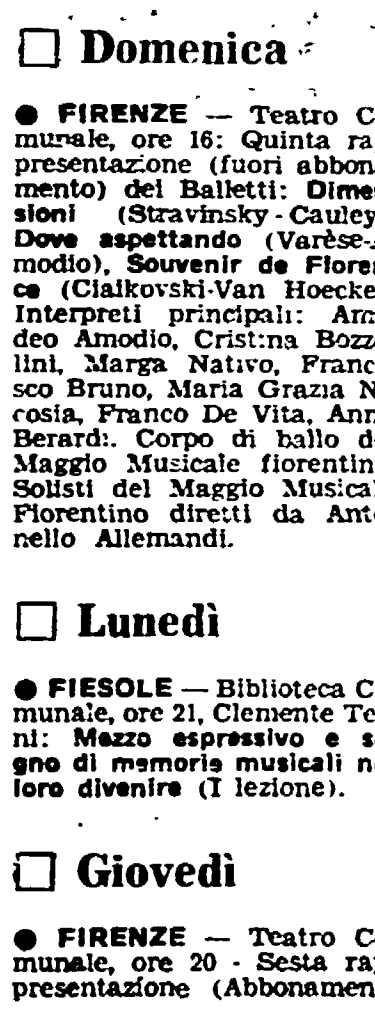 Domenica
● FIRENZE — Teatro C
munale, ore 16: Quinta ra
presentazione (fuori abbon
mento) dei Balletti: Dime
sioni (Stravinsky - Cauley
Dove aspettando (Varèse-
modio), Souvenir de Flore
ce (Ciaikovski-Van Hoecke
Interpreti principali: Am
deo Amodio, Cristina Bozz
lini, Marga Nativo, Franc
sco Bruno, Maria Grazia N
cosia, Franco De Vita, Ann
Berardi. Corpo di ballo d
Maggio Musicale fiorentin
Solisti del Maggio Musical
Fiorentino diretti da Ant
nello Allemandi.
Lunedì
● FIESOLE — Biblioteca C
munale, ore 21, Clemente Te
ni: Mezzo espressivo e s
gno di memoria musicali n
loro divenire (I lezione).
Giovedì
● FIRENZE — Teatro C
munale, ore 20 - Sesta ra
presentazione (Abbonamen